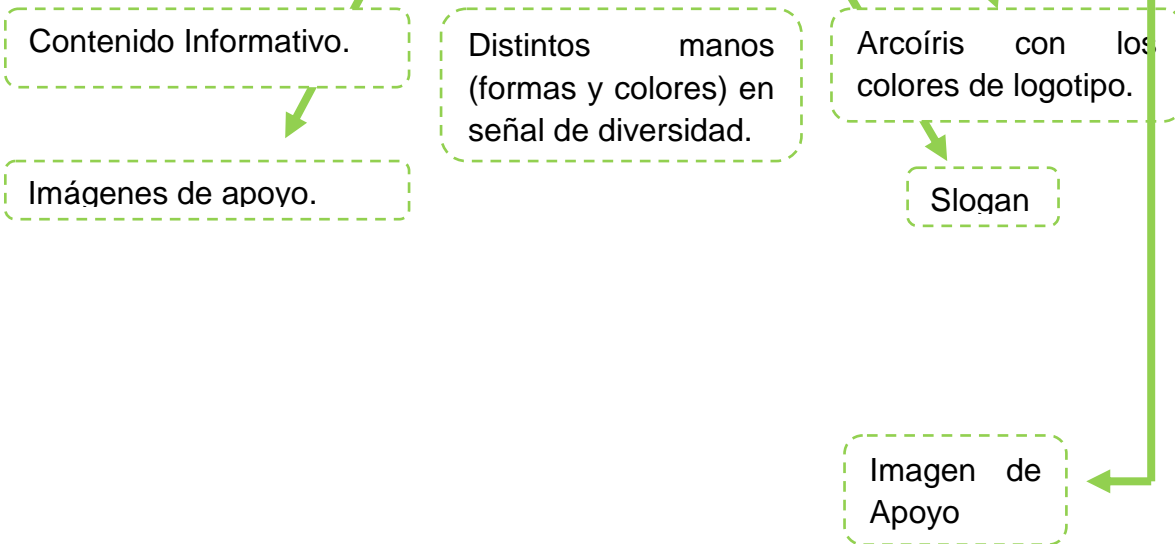 Contenido Informativo.
Distintos manos
(formas y colores) en
señal de diversidad.
Arcoíris con los
colores de logotipo.
Imágenes de apoyo.
Slogan
Imagen de
Apoyo